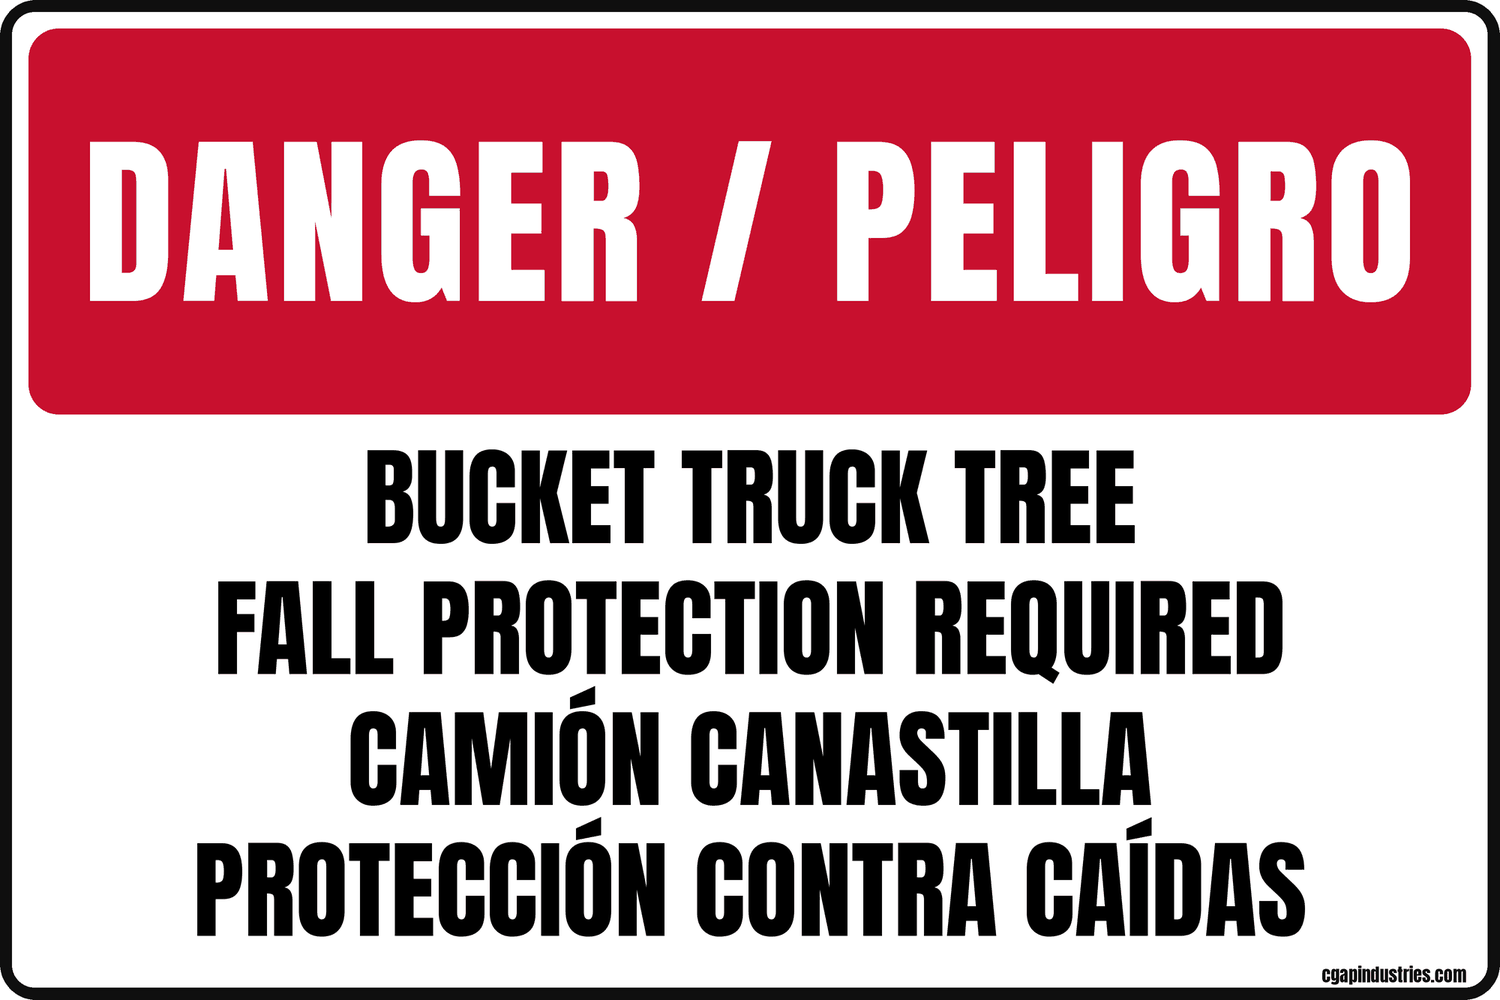 DANGER / PELIGRO
BUCKET TRUCK TREE
FALL PROTECTION REQUIRED
CAMIÓN CANASTILLA
PROTECCIÓN CONTRA CAÍDAS
cgapindustries.com